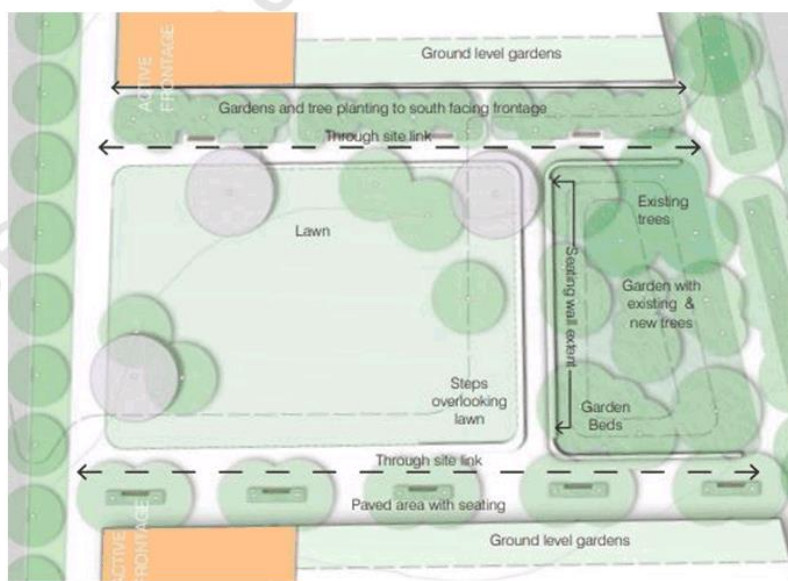 Ground level gardens
ACTIVE
FRONTAGE
Gardens and tree planting to south facing frontage
Through site link
Existing
trees
Lawn
Seating wall extent
Garden with
existing &
new trees
Steps
overlooking
lawn
Garden
Beds
Through site link
Paved area with seating
ACTIVE
FRONTAGE
Ground level gardens